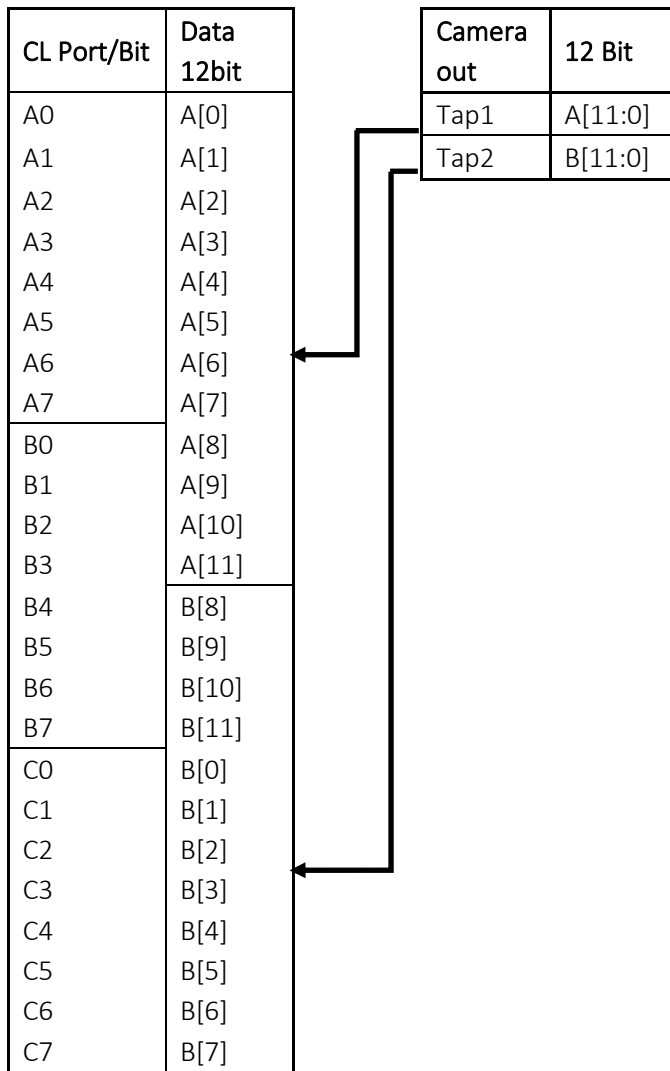 CL Port/Bit Data 12bit
A0 A[0]
A1 A[1]
A2 A[2]
A3 A[3]
A4 A[4]
A5 A[5]
A6 A[6]
A7 A[7]
B0 A[8]
B1 A[9]
B2 A[10]
B3 A[11]
B4 B[8]
B5 B[9]
B6 B[10]
B7 B[11]
C0 B[0]
C1 B[1]
C2 B[2]
C3 B[3]
C4 B[4]
C5 B[5]
C6 B[6]
C7 B[7]
Camera out 12 Bit
Tap1 A[11:0]
Tap2 B[11:0]